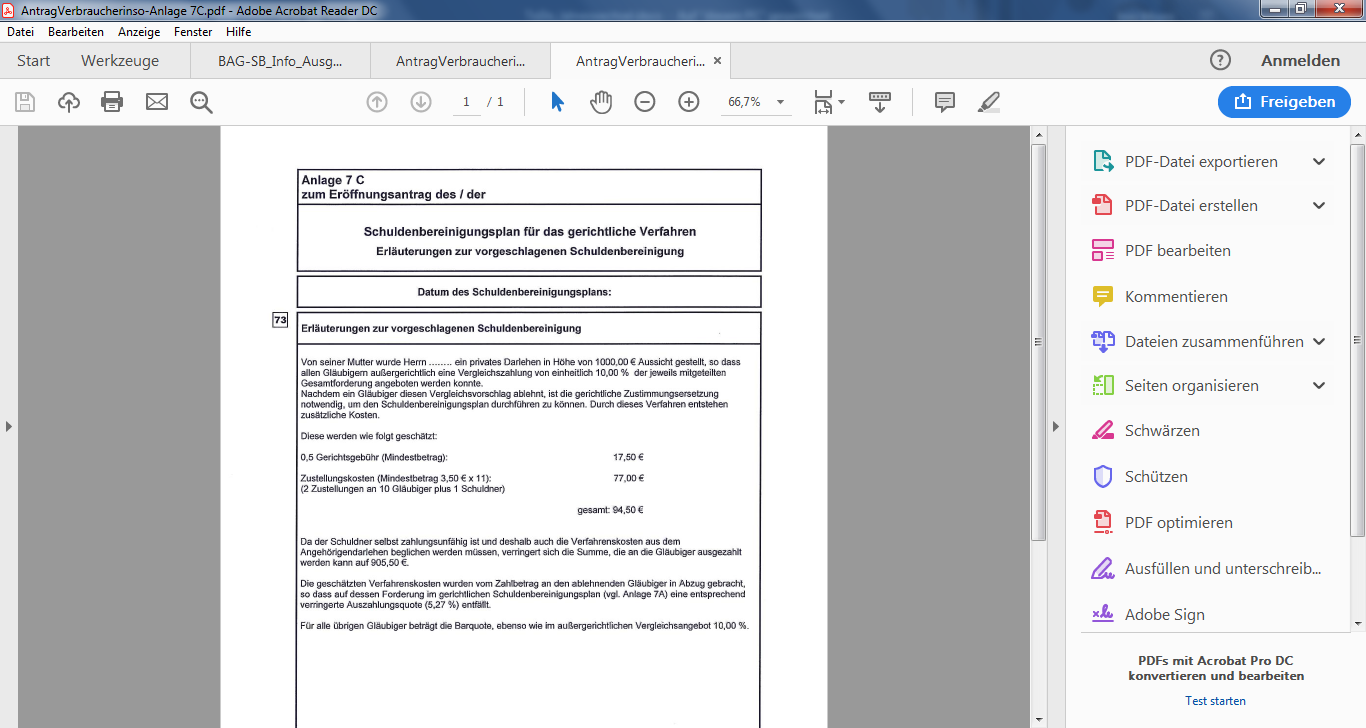 AntragVerbraucherinso-Anlage 7C.pdf - Adobe Acrobat Reader DC
Datei Bearbeiten Anzeige Fenster Hilfe
Start Werkzeuge BAG-SB_Info_Ausg... AntragVerbraucheri... AntragVerbraucheri... × ? Anmelden
1 / 1 66,7% Freigeben
Anlage 7 C
zum Eröffnungsantrag des / der
Schuldenbereinigungsplan für das gerichtliche Verfahren
Erläuterungen zur vorgeschlagenen Schuldenbereinigung
Datum des Schuldenbereinigungsplans:
73 Erläuterungen zur vorgeschlagenen Schuldenbereinigung
Von seiner Mutter wurde Herrn ........ ein privates Darlehen in Höhe von 1000,00 € Aussicht gestellt, so dass
allen Gläubigern außergerichtlich eine Vergleichszahlung von einheitlich 10,00 % der jeweils mitgeteilten
Gesamtforderung angeboten werden konnte.
Nachdem ein Gläubiger diesen Vergleichsvorschlag ablehnt, ist die gerichtliche Zustimmungsersetzung
notwendig, um den Schuldenbereinigungsplan durchführen zu können. Durch dieses Verfahren entstehen
zusätzliche Kosten.
Diese werden wie folgt geschätzt:
0,5 Gerichtsgebühr (Mindestbetrag): 17,50 €
Zustellungskosten (Mindestbetrag 3,50 € x 11): 77,00 €
(2 Zustellungen an 10 Gläubiger plus 1 Schuldner)
gesamt: 94,50 €
Da der Schuldner selbst zahlungsunfähig ist und deshalb auch die Verfahrenskosten aus dem
Angehörigendarlehen beglichen werden müssen, verringert sich die Summe, die an die Gläubiger ausgezahlt
werden kann auf 905,50 €.
Die geschätzten Verfahrenskosten wurden vom Zahlbetrag an den ablehnenden Gläubiger in Abzug gebracht,
so dass auf dessen Forderung im gerichtlichen Schuldenbereinigungsplan (vgl. Anlage 7A) eine entsprechend
verringerte Auszahlungsquote (5,27 %) entfällt.
Für alle übrigen Gläubiger beträgt die Barquote, ebenso wie im außergerichtlichen Vergleichsangebot 10,00 %.
PDF-Datei exportieren
PDF-Datei erstellen
PDF bearbeiten
Kommentieren
Dateien zusammenführen
Seiten organisieren
Schwärzen
Schützen
PDF optimieren
Ausfüllen und unterschreib...
Adobe Sign
PDFs mit Acrobat Pro DC
konvertieren und bearbeiten
Test starten